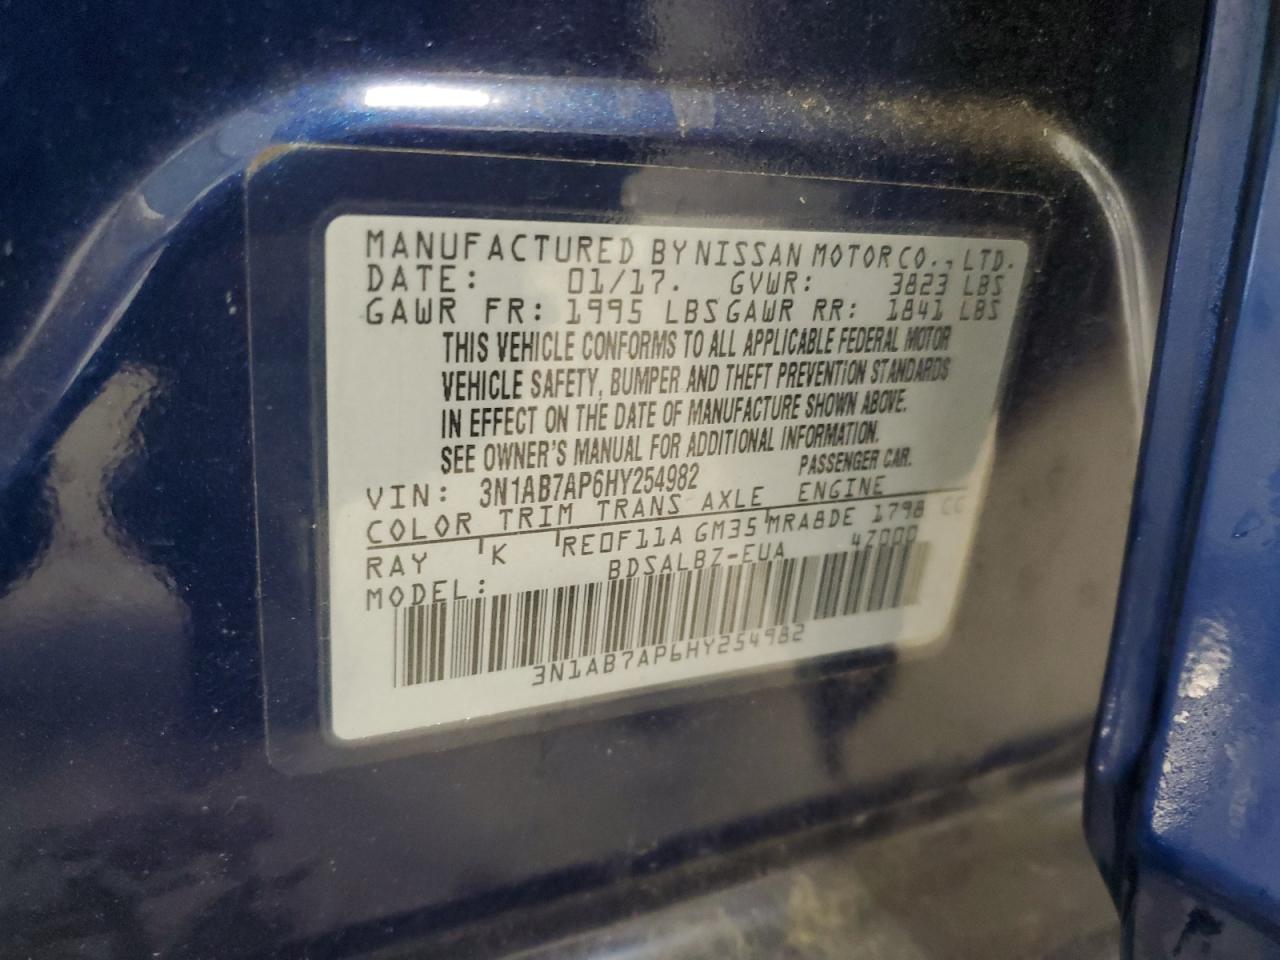 MANUFACTURED BY NISSAN MOTOR CO., LTD.
DATE: 01/17. GVWR: 3823 LBS
GAWR FR: 1995 LBS GAWR RR: 1841 LBS
THIS VEHICLE CONFORMS TO ALL APPLICABLE FEDERAL MOTOR
VEHICLE SAFETY, BUMPER AND THEFT PREVENTION STANDARDS
IN EFFECT ON THE DATE OF MANUFACTURE SHOWN ABOVE.
SEE OWNER'S MANUAL FOR ADDITIONAL INFORMATION.
VIN: 3N1AB7AP6HY254982 PASSENGER CAR.
COLOR TRIM TRANS AXLE ENGINE
RAY K RE0F11A GM35 MRA8DE 1798 CC
MODEL: BDSALBZ-EUA 47000
3N1AB7AP6HY254982